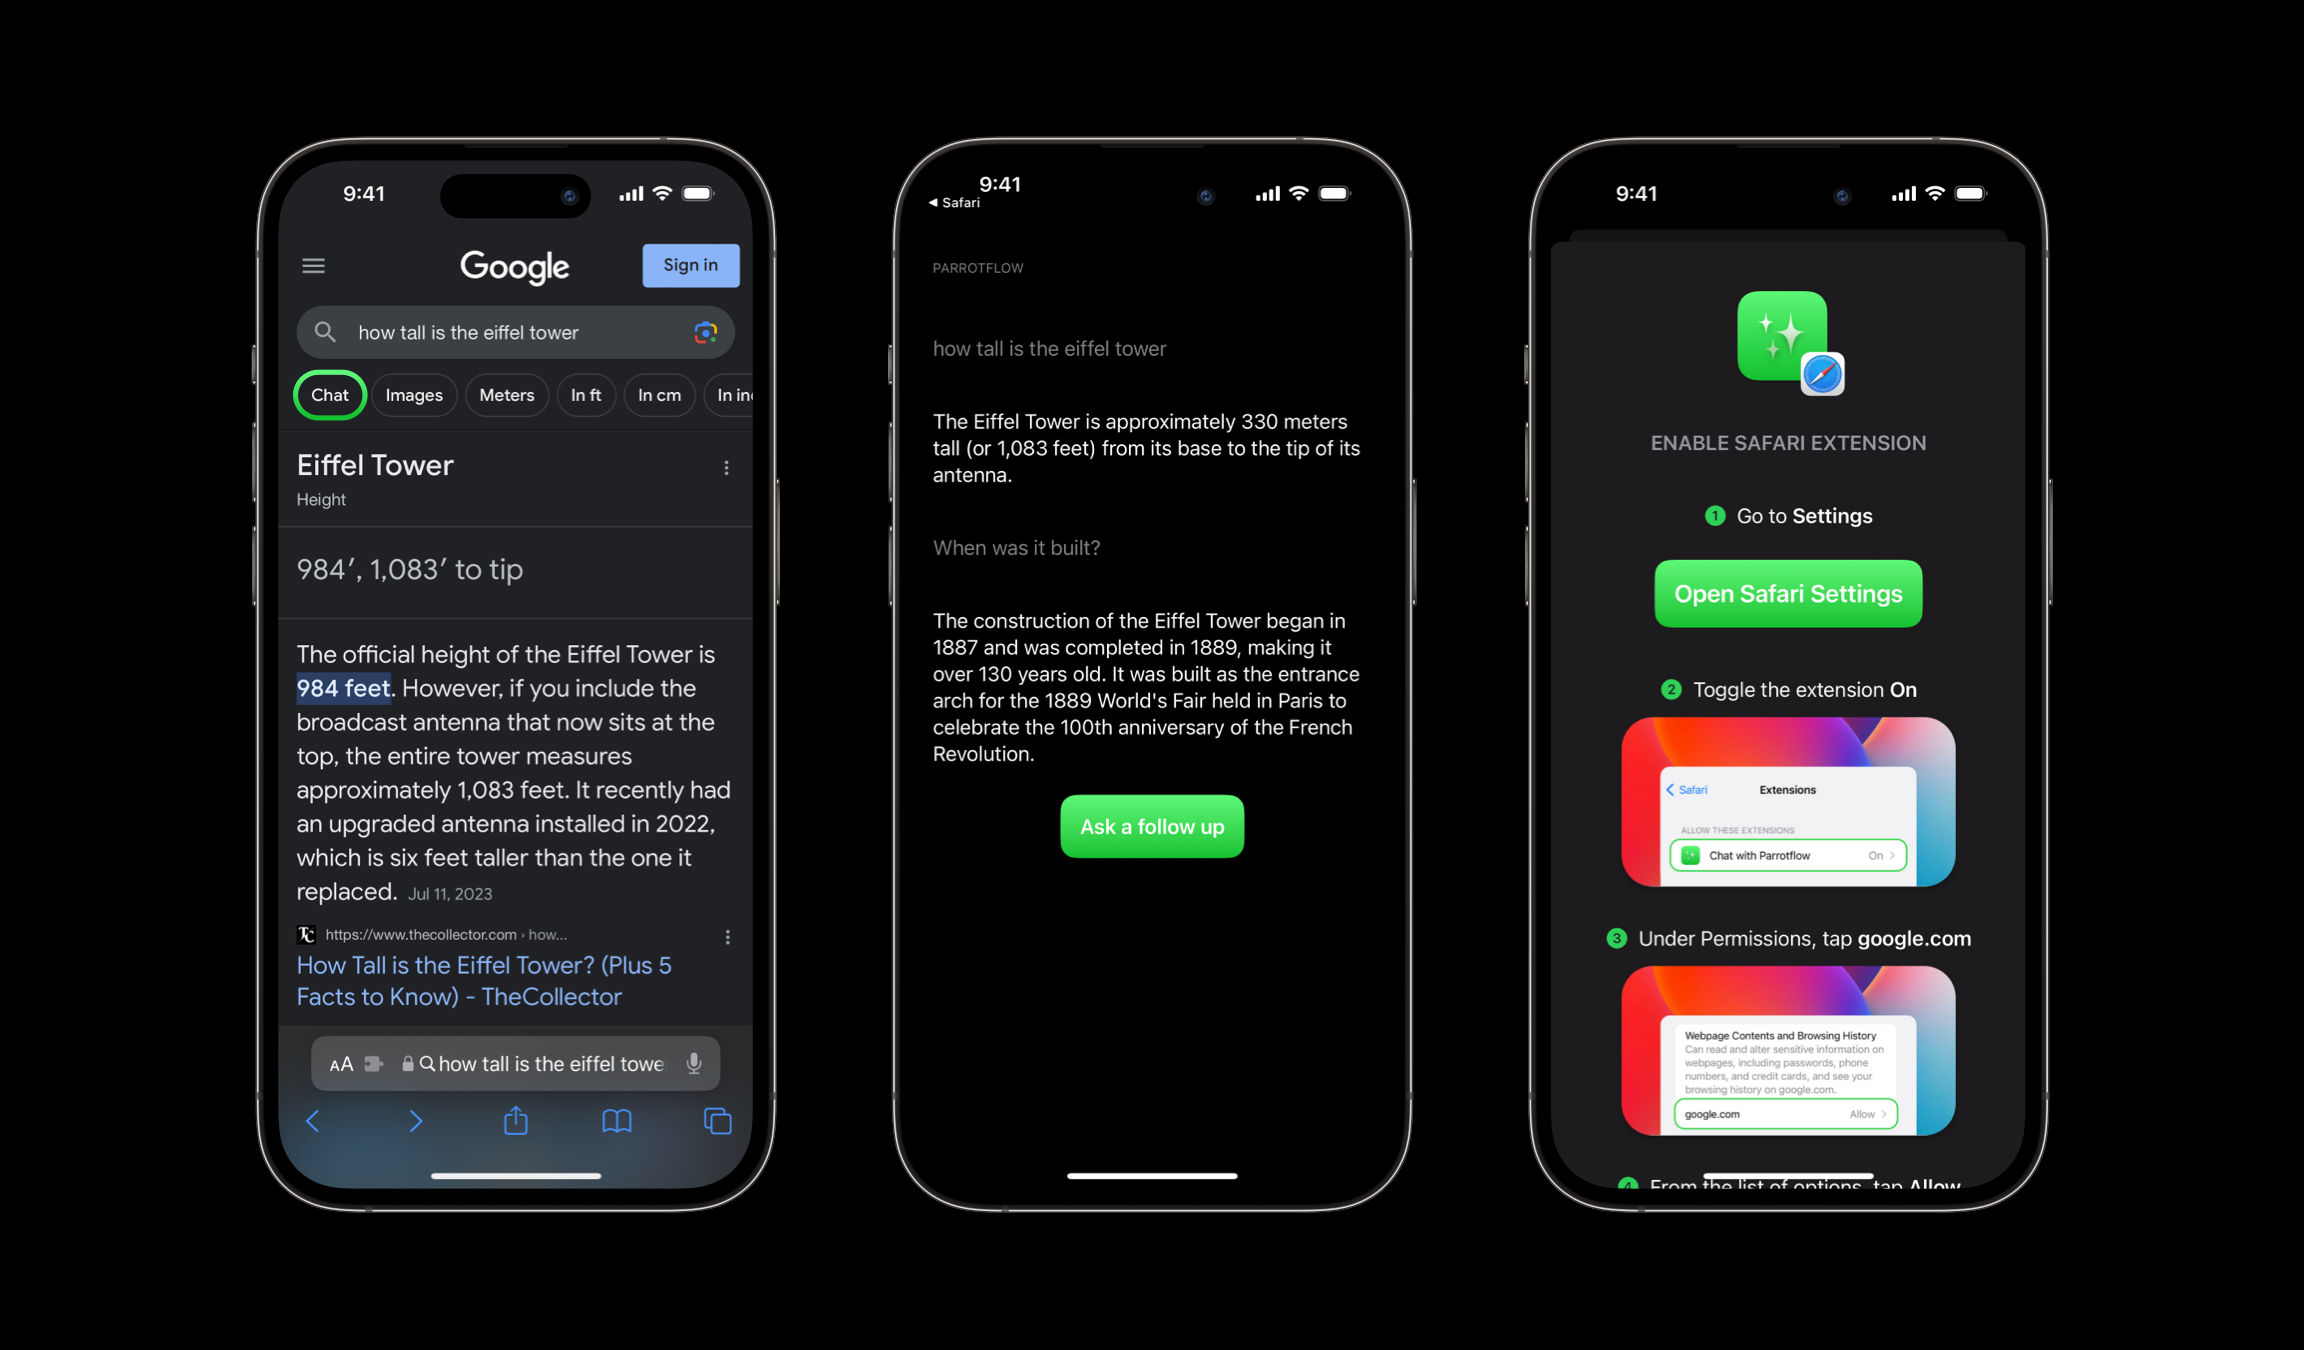 9:41
Google
Sign in
how tall is the eiffel tower
Chat
Images
Meters
In ft
In cm
In in
Eiffel Tower
Height
984′, 1,083′ to tip
The official height of the Eiffel Tower is
984 feet. However, if you include the
broadcast antenna that now sits at the
top, the entire tower measures
approximately 1,083 feet. It recently had
an upgraded antenna installed in 2022,
which is six feet taller than the one it
replaced. Jul 11, 2023
TC https://www.thecollector.com › how...
How Tall is the Eiffel Tower? (Plus 5
Facts to Know) - TheCollector
AA how tall is the eiffel towe
9:41
Safari
PARROTFLOW
how tall is the eiffel tower
The Eiffel Tower is approximately 330 meters
tall (or 1,083 feet) from its base to the tip of its
antenna.
When was it built?
The construction of the Eiffel Tower began in
1887 and was completed in 1889, making it
over 130 years old. It was built as the entrance
arch for the 1889 World's Fair held in Paris to
celebrate the 100th anniversary of the French
Revolution.
Ask a follow up
9:41
ENABLE SAFARI EXTENSION
1 Go to Settings
Open Safari Settings
2 Toggle the extension On
Safari Extensions
ALLOW THESE EXTENSIONS
Chat with Parrotflow On
3 Under Permissions, tap google.com
Webpage Contents and Browsing History
Can read and alter sensitive information on
webpages, including passwords, phone
numbers, and credit cards, and see your
browsing history on google.com.
google.com Allow
4 From the list of options, tap Allow